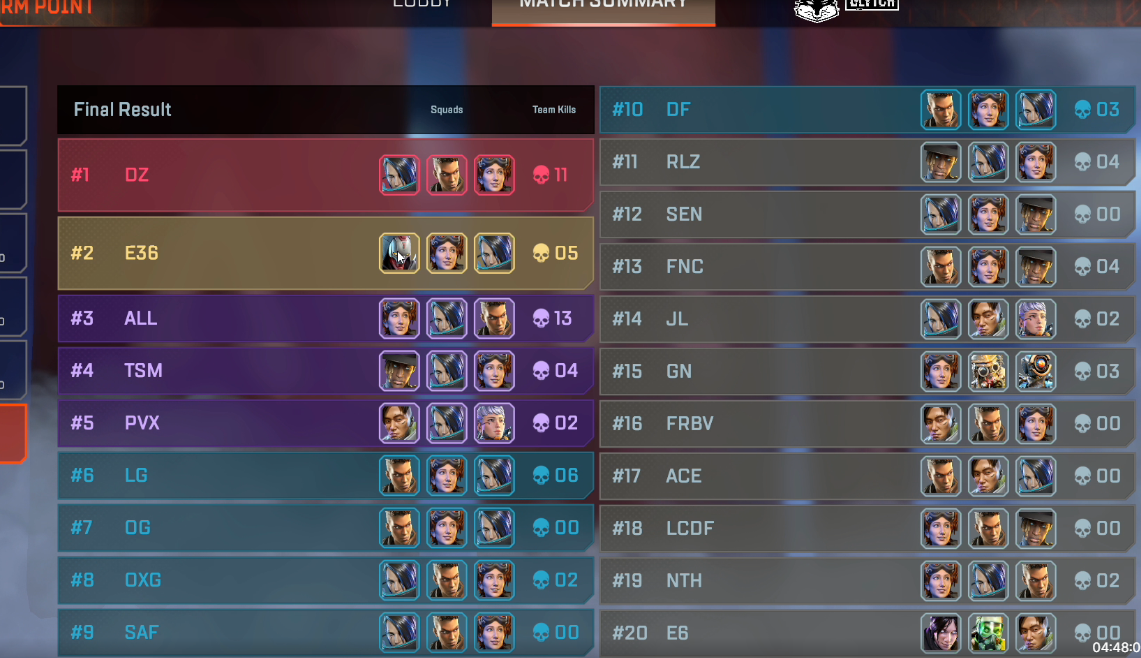 RM POINT
LOBBY
MATCH SUMMARY
GLYTCH
Final Result Squads Team Kills
#1 DZ 11
#2 E36 05
#3 ALL 13
#4 TSM 04
#5 PVX 02
#6 LG 06
#7 OG 00
#8 OXG 02
#9 SAF 00
#10 DF 03
#11 RLZ 04
#12 SEN 00
#13 FNC 04
#14 JL 02
#15 GN 03
#16 FRBV 00
#17 ACE 00
#18 LCDF 00
#19 NTH 02
#20 E6 00
04:48:0